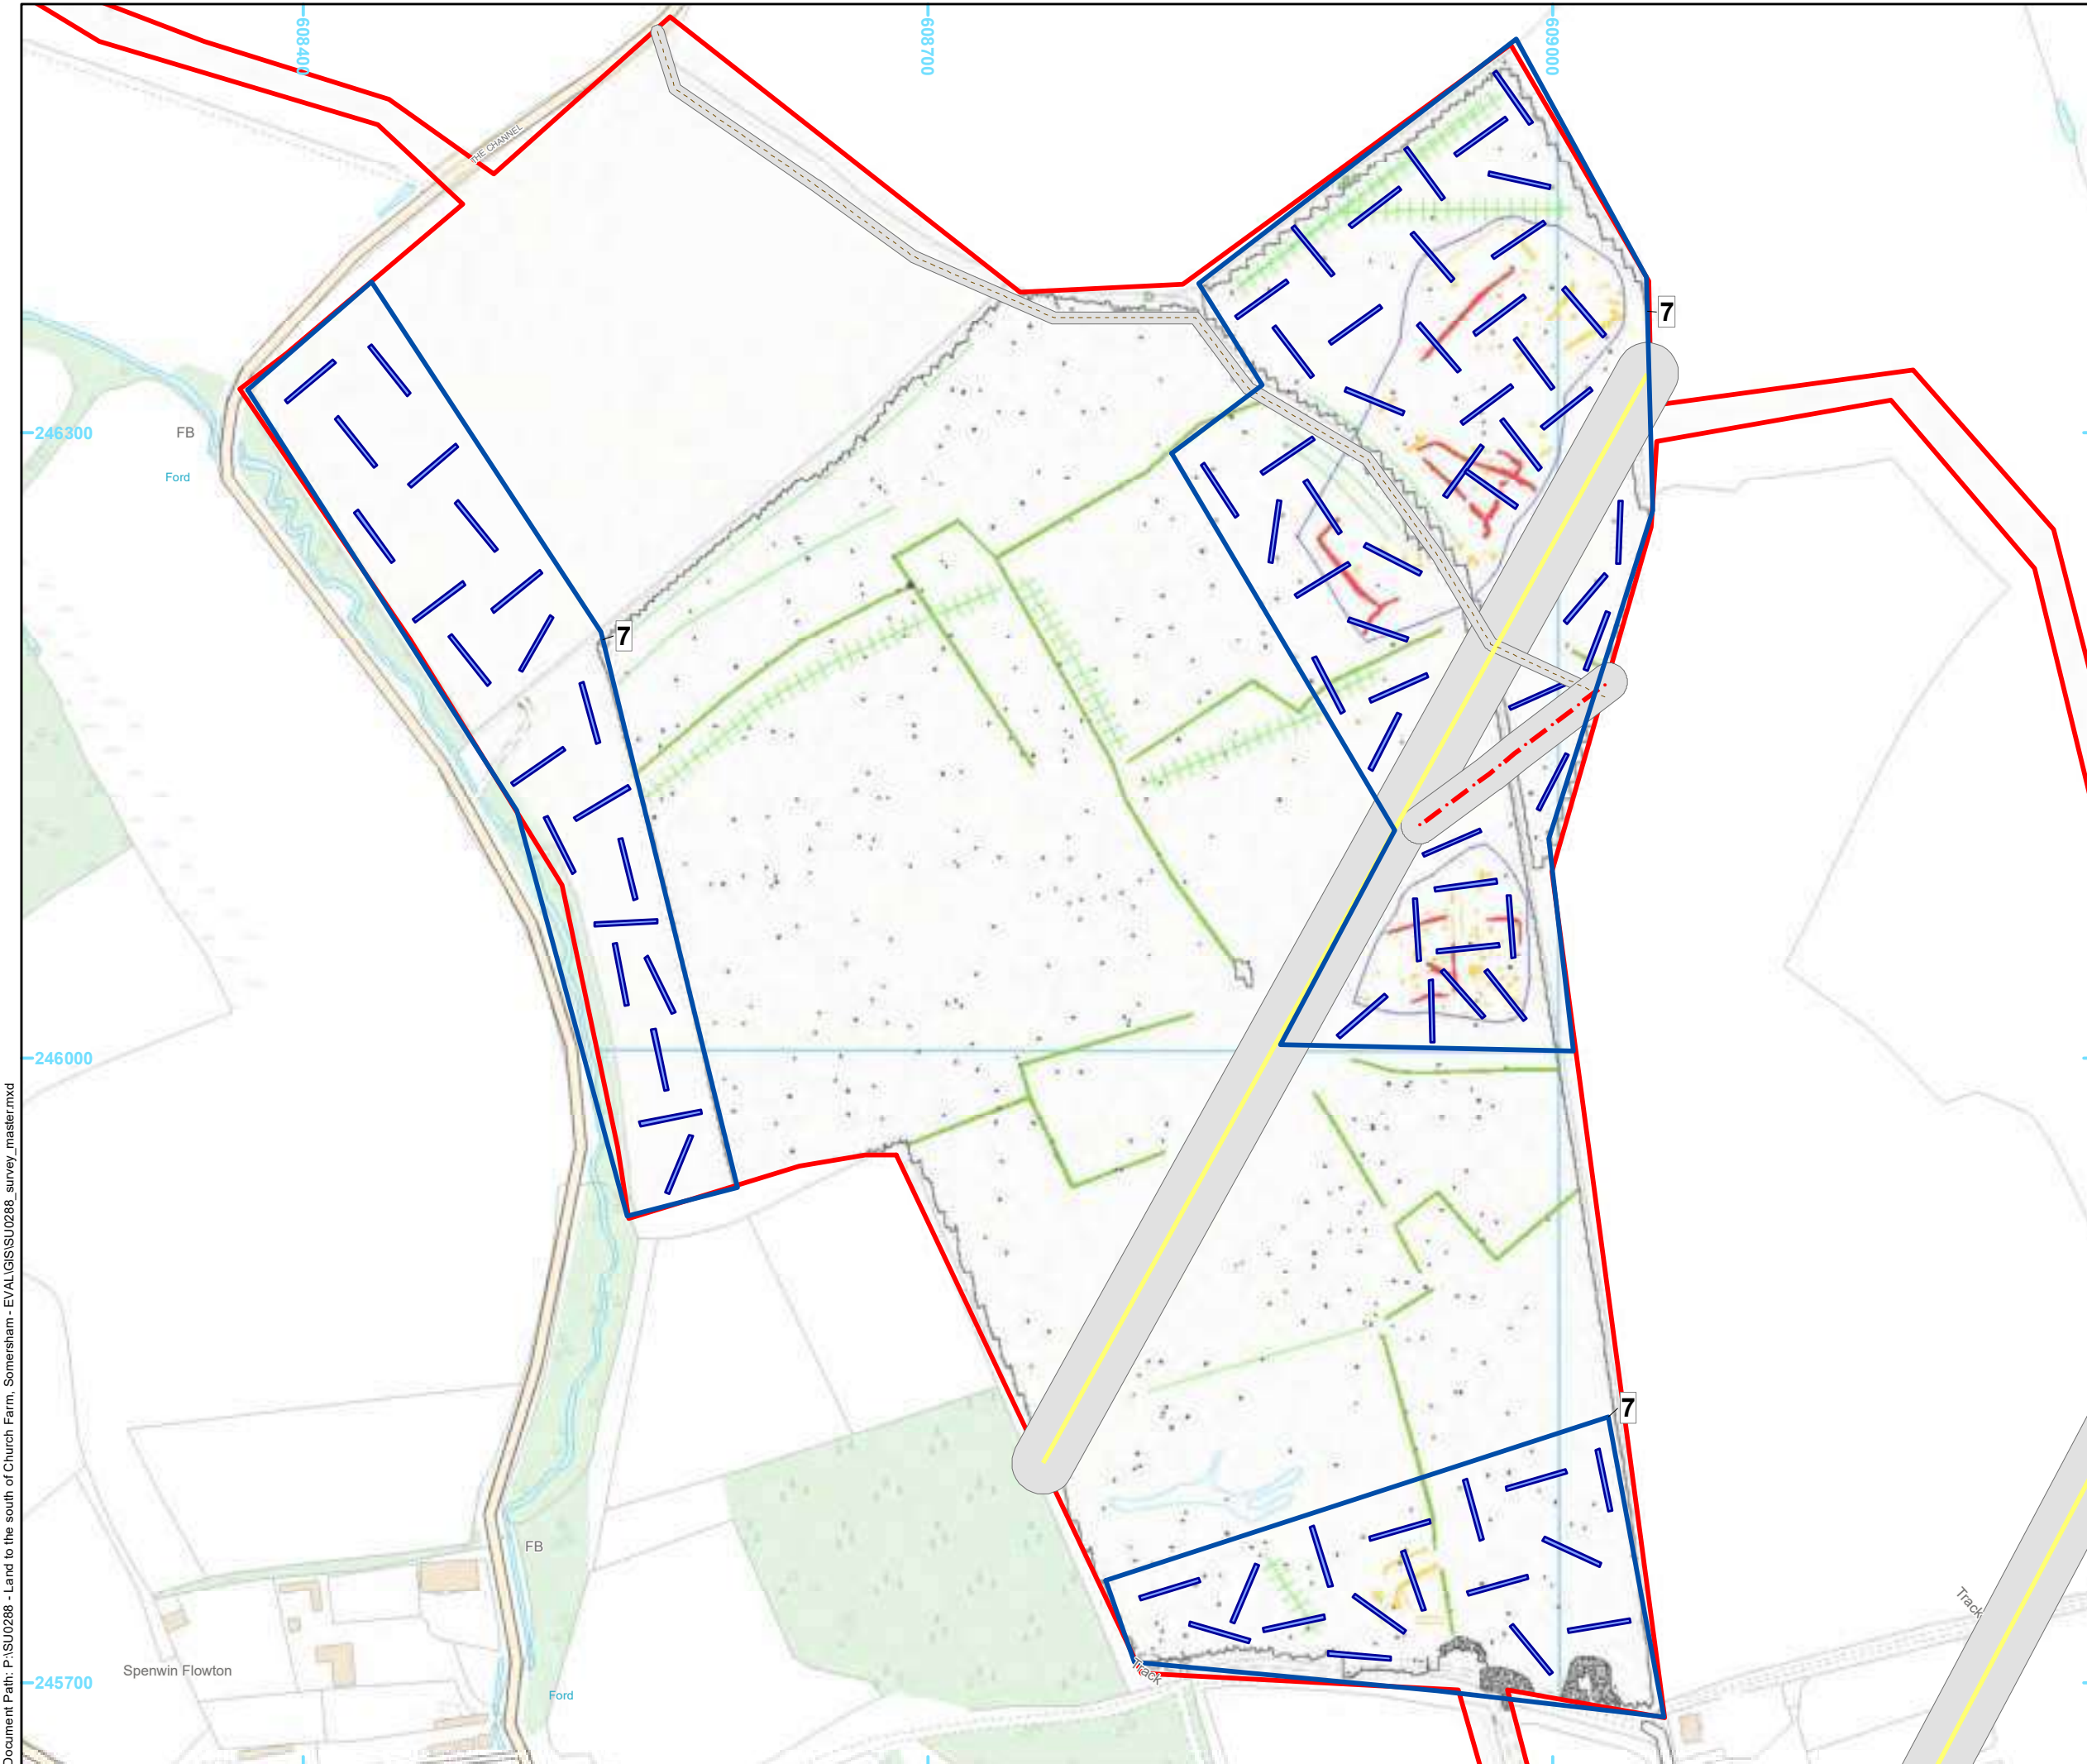 608400
608700
609000
THE CHANNEL
7
246300
FB
Ford
7
246000
7
FB
Track
Spenwin Flowton
Track
245700
Ford
Document Path: P:\SU0288 - Land to the south of Church Farm, Somersham - EVAL\GIS\SU0288_survey_master.mxd